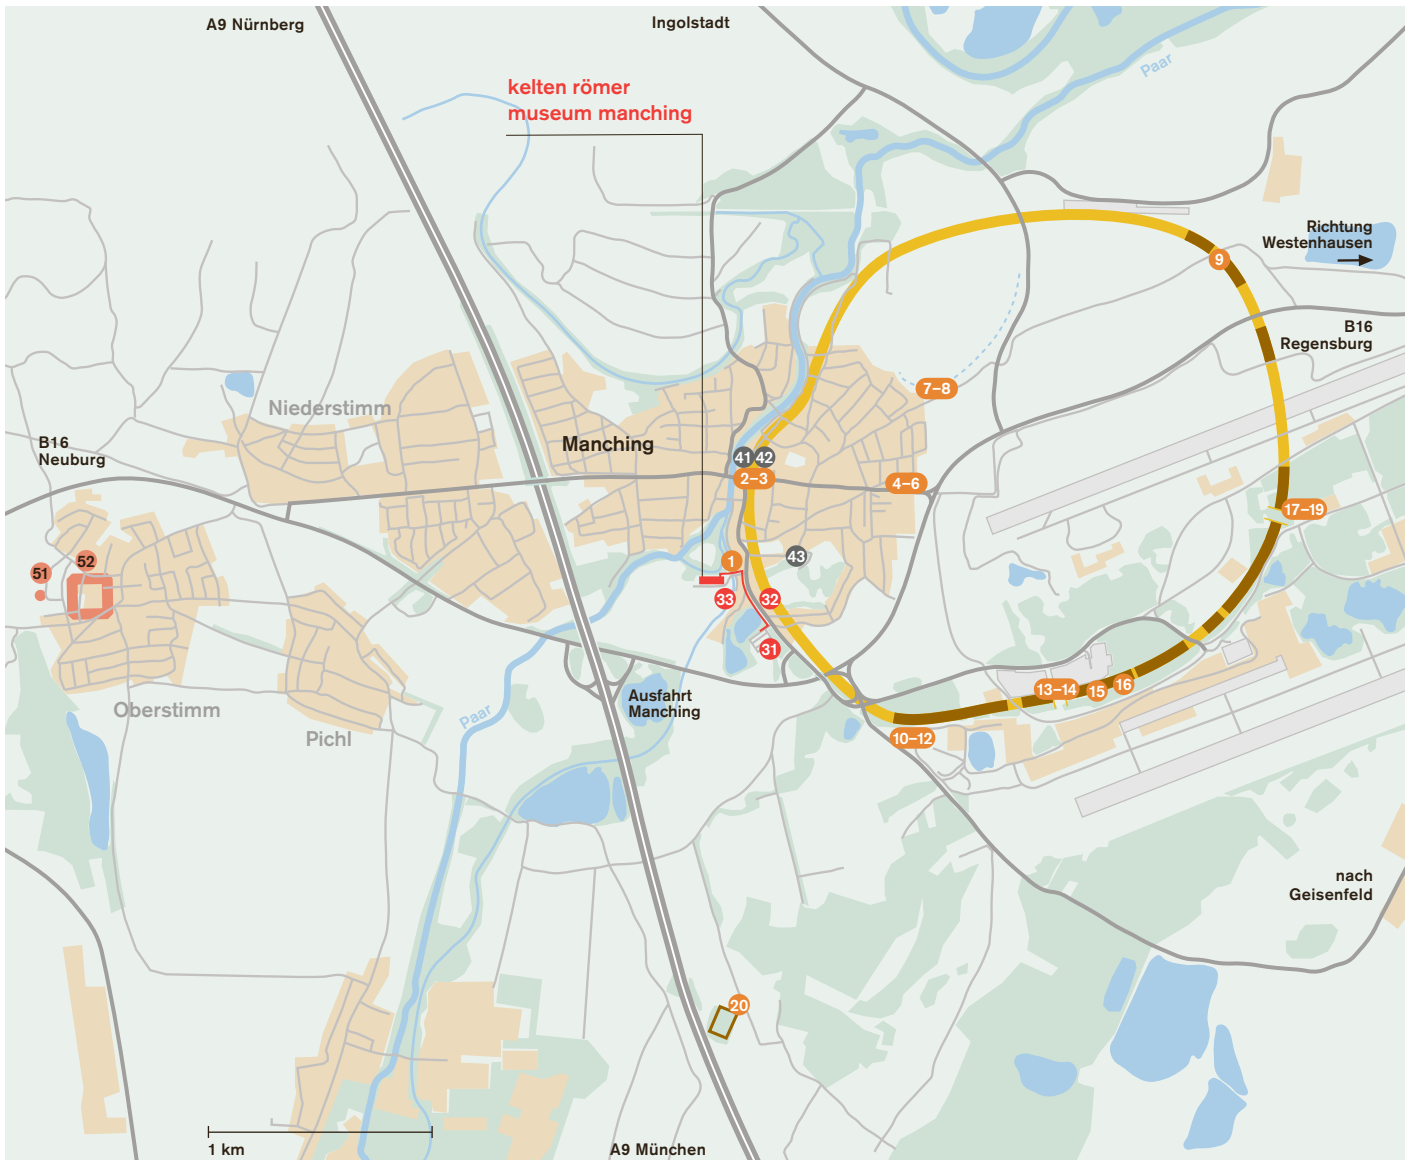 A9 Nürnberg
Ingolstadt
Paar
kelten römer
museum manching
Richtung
Westenhausen
9
B16
Regensburg
7–8
Niederstimm
Manching
B16
Neuburg
41
42
2–3
4–6
17–19
43
52
51
1
33
32
31
13–14
15
16
Ausfahrt
Manching
Oberstimm
Paar
Pichl
10–12
nach
Geisenfeld
20
1 km
A9 München